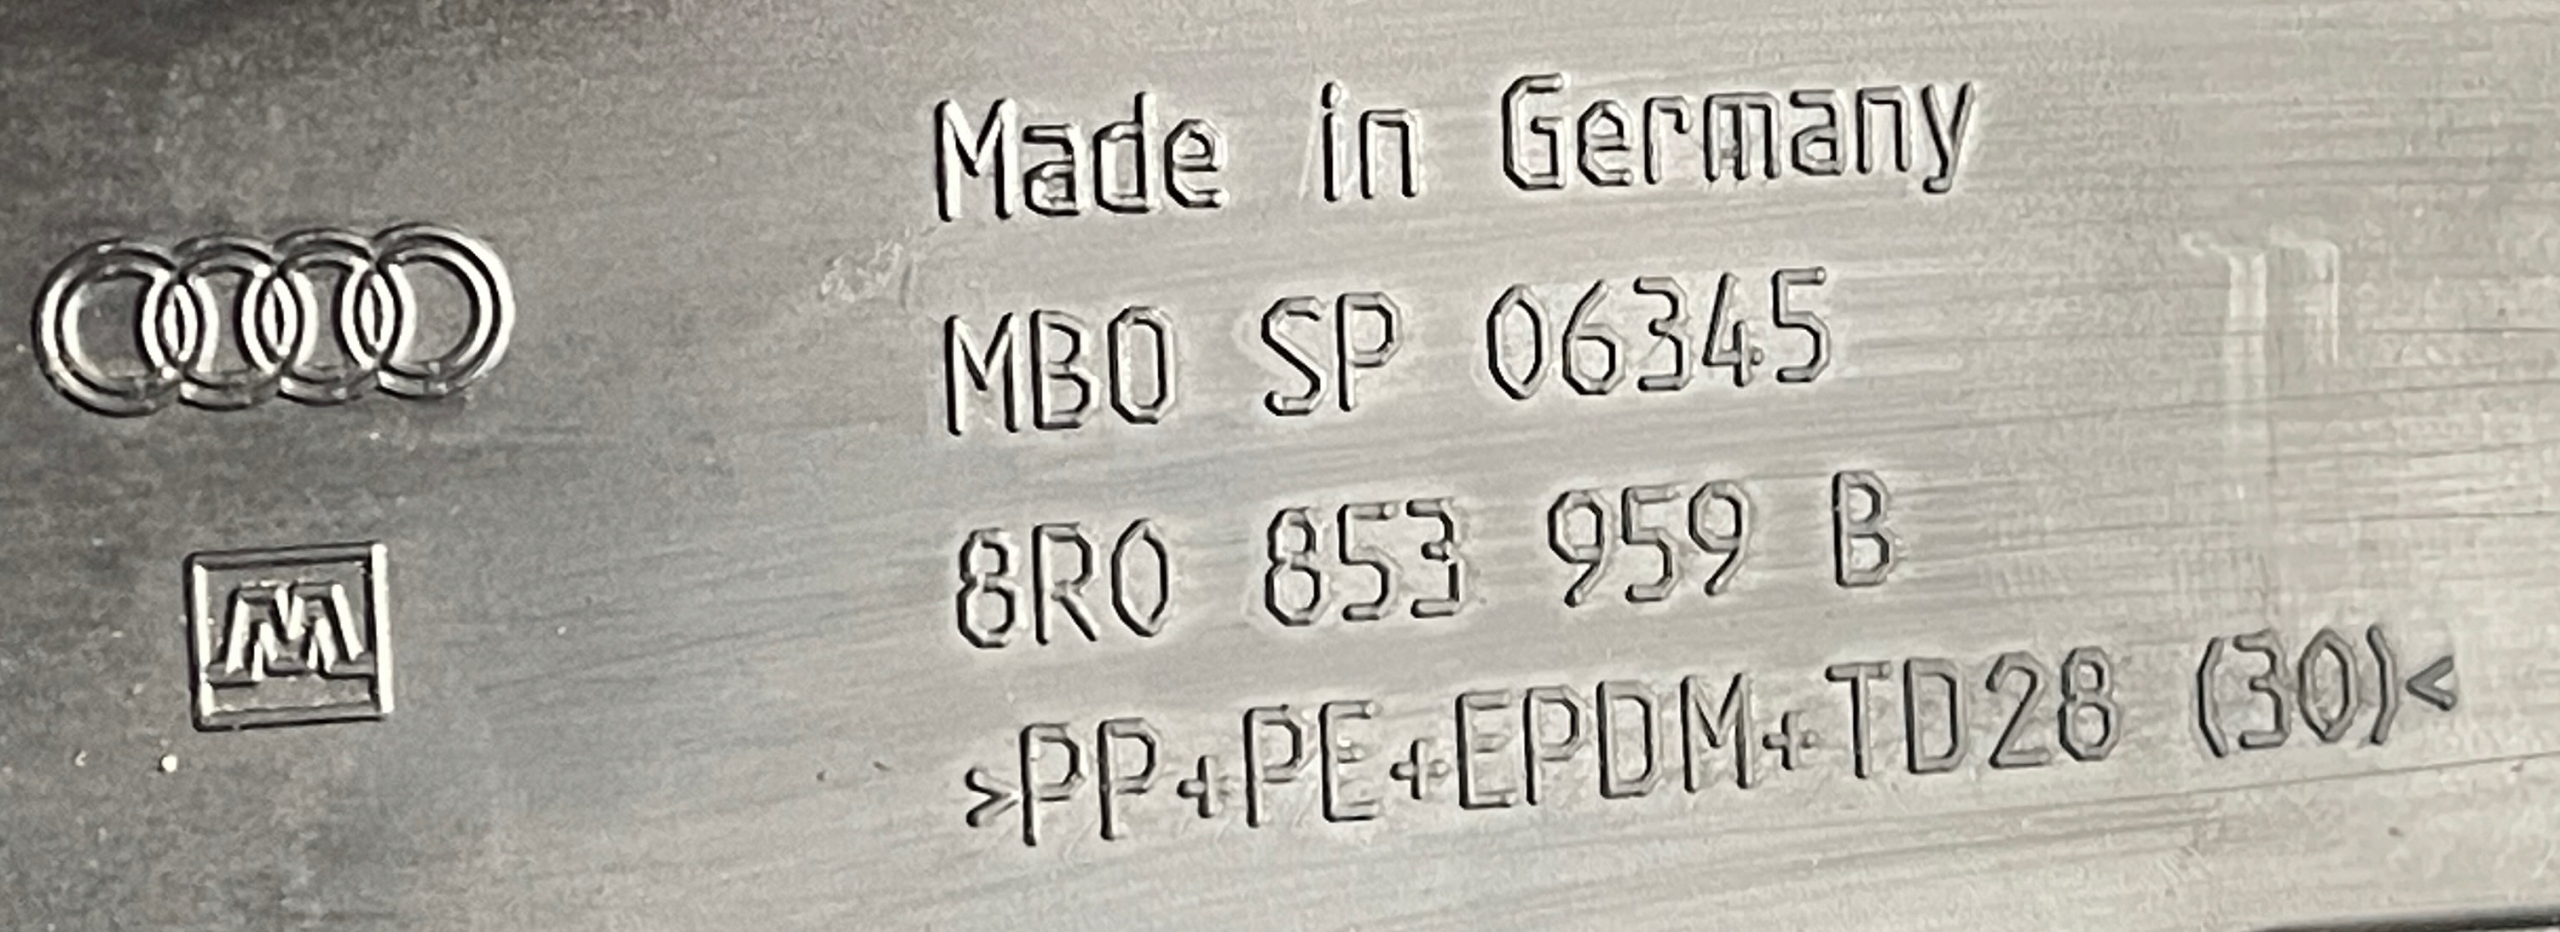 Made in Germany
MBO SP 06345
8R0 853 959 B
>PP+PE+EPDM+TD28 (30)<
M